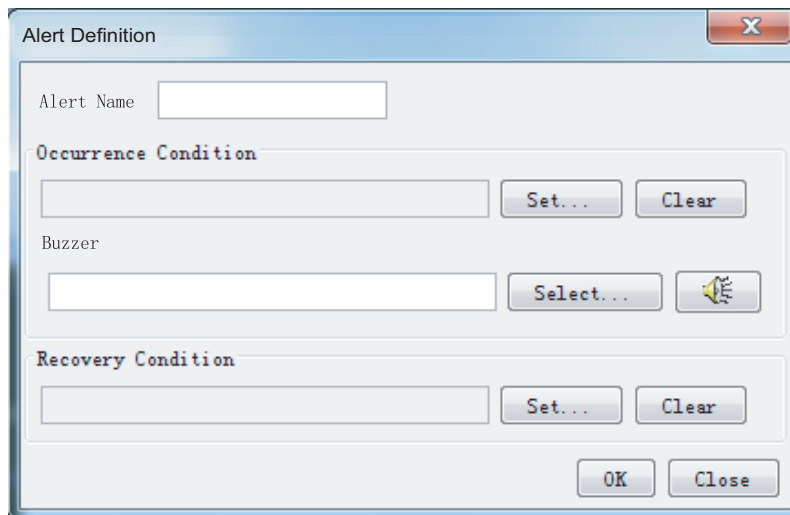 Alert Definition
Alert Name
Occurrence Condition
Set... Clear
Buzzer
Select...
Recovery Condition
Set... Clear
OK Close